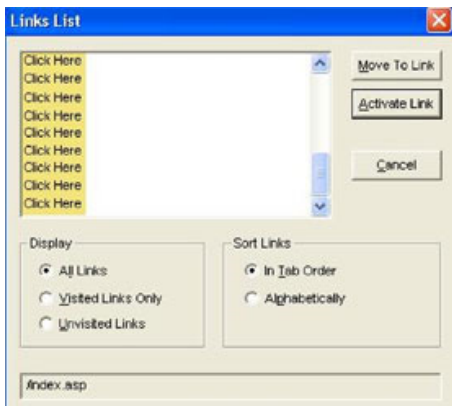 Links List
Click Here
Click Here
Click Here
Click Here
Click Here
Click Here
Click Here
Click Here
Click Here
Move To Link
Activate Link
Cancel
Display
All Links
Visited Links Only
Unvisited Links
Sort Links
In Tab Order
Alphabetically
/index.asp